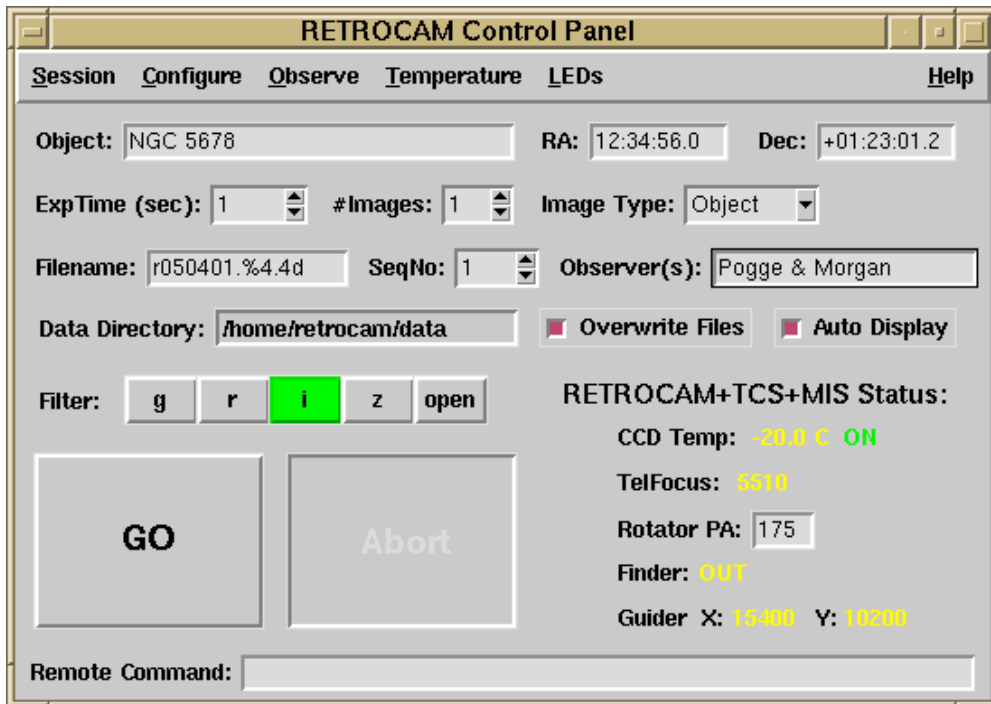 RETROCAM Control Panel
Session Configure Observe Temperature LEDs Help
Object: NGC 5678 RA: 12:34:56.0 Dec: +01:23:01.2
ExpTime (sec): 1 #Images: 1 Image Type: Object
Filename: r050401.%4.4d SeqNo: 1 Observer(s): Pogge & Morgan
Data Directory: /home/retrocam/data Overwrite Files Auto Display
Filter: g r i z open
RETROCAM+TCS+MIS Status:
CCD Temp: -20.0 C ON
TelFocus: 5510
GO Abort
Rotator PA: 175
Finder: OUT
Guider X: 15400 Y: 10200
Remote Command: